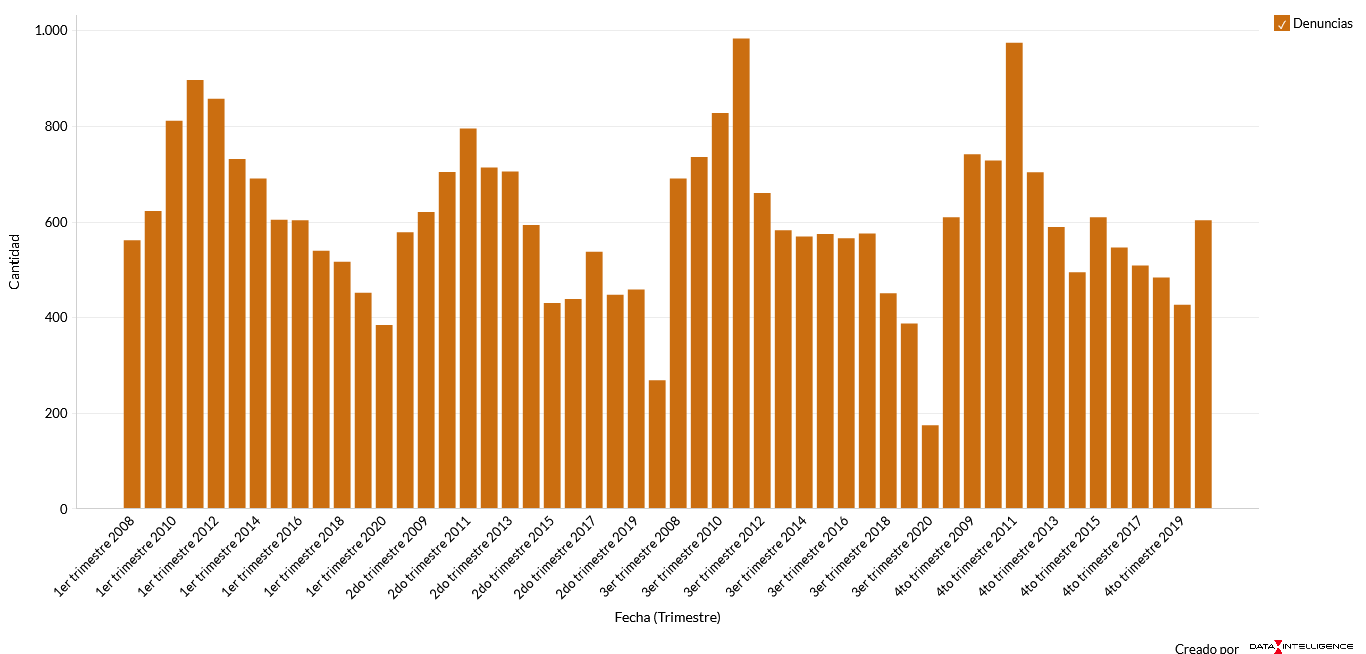 Denuncias
1.000
800
600
400
200
0
Cantidad
1er trimestre 2008
1er trimestre 2010
1er trimestre 2012
1er trimestre 2014
1er trimestre 2016
1er trimestre 2018
1er trimestre 2020
2do trimestre 2009
2do trimestre 2011
2do trimestre 2013
2do trimestre 2015
2do trimestre 2017
2do trimestre 2019
3er trimestre 2008
3er trimestre 2010
3er trimestre 2012
3er trimestre 2014
3er trimestre 2016
3er trimestre 2018
3er trimestre 2020
4to trimestre 2009
4to trimestre 2011
4to trimestre 2013
4to trimestre 2015
4to trimestre 2017
4to trimestre 2019
Fecha (Trimestre)
Creado por DATA INTELLIGENCE